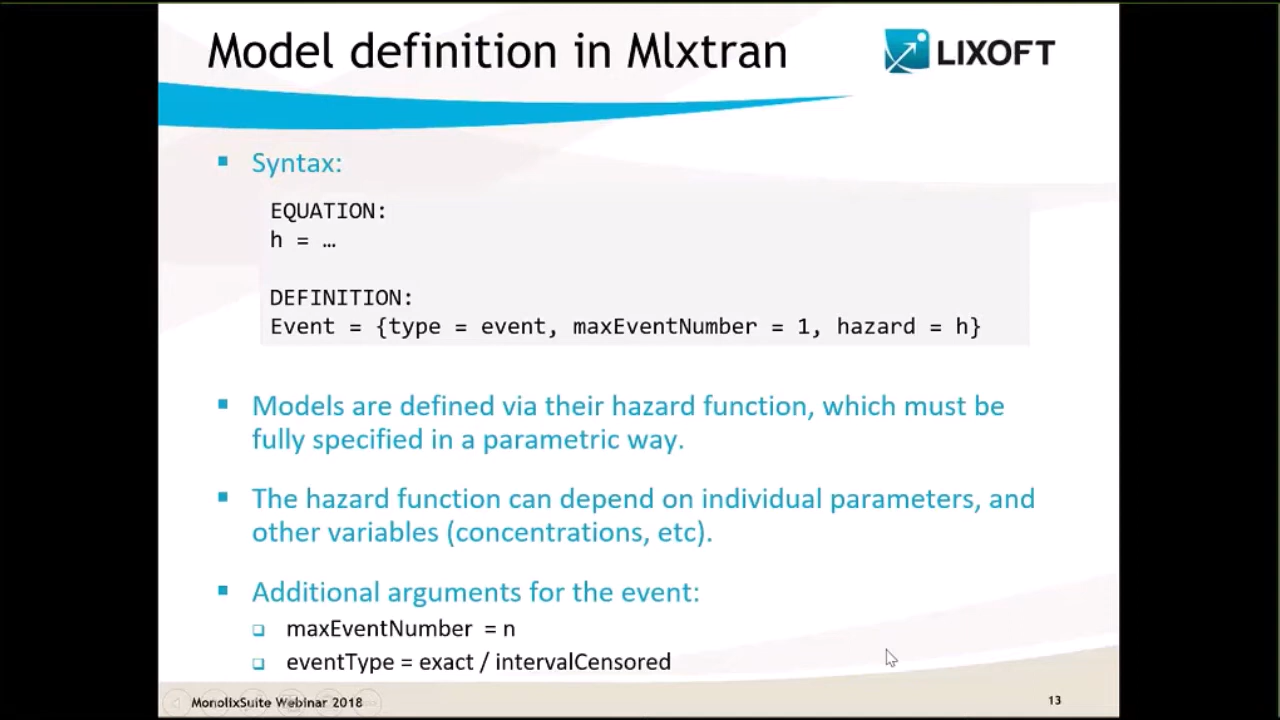 Model definition in Mlxtran
LIXOFT
Syntax:
EQUATION:
h = …
DEFINITION:
Event = {type = event, maxEventNumber = 1, hazard = h}
Models are defined via their hazard function, which must be
fully specified in a parametric way.
The hazard function can depend on individual parameters, and
other variables (concentrations, etc).
Additional arguments for the event:
maxEventNumber = n
eventType = exact / intervalCensored
MonolixSuite Webinar 2018
13